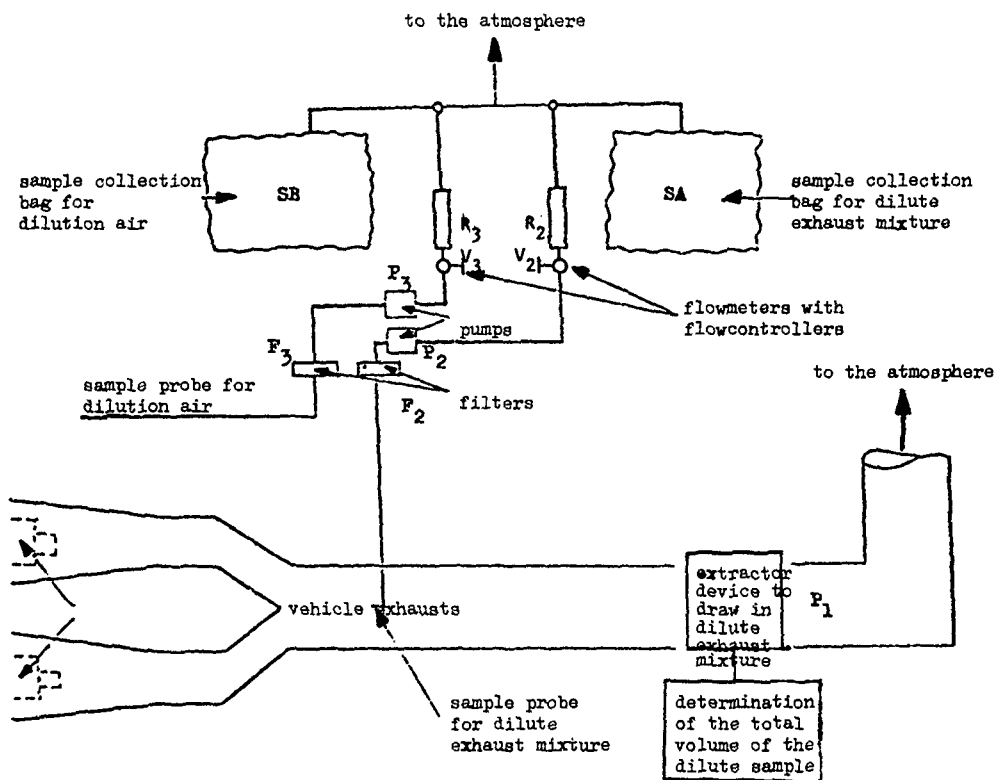 to the atmosphere
sample collection
bag for
dilution air
SB
SA
sample collection
bag for dilute
exhaust mixture
R3
R2
V3
V2
P3
flowmeters with
flowcontrollers
pumps
P2
F3
sample probe for
dilution air
filters
F2
to the atmosphere
vehicle exhausts
extractor
device to
draw in
dilute
exhaust
mixture
P1
sample probe
for dilute
exhaust mixture
determination
of the total
volume of the
dilute sample